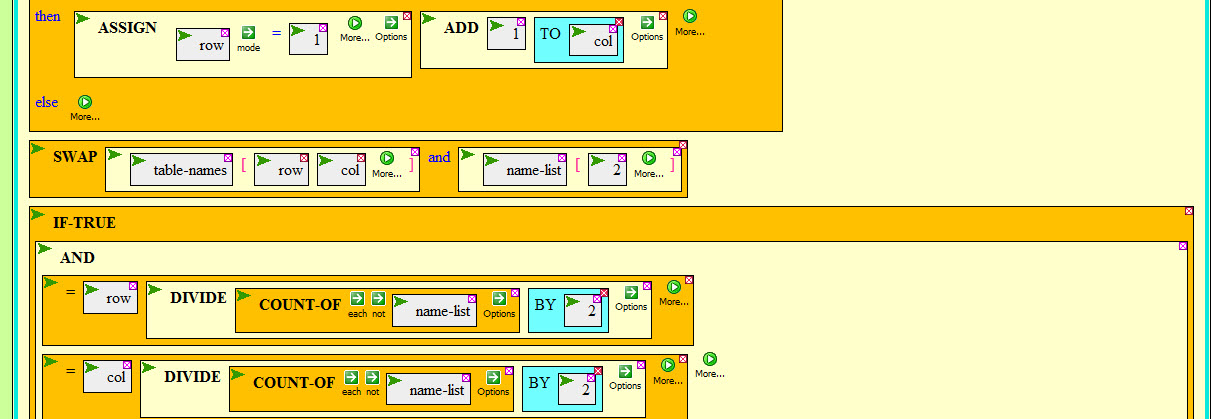 then ASSIGN row mode = 1 More... Options ADD 1 TO col Options More...
else More...
SWAP table-names [ row col More... ] and name-list [ 2 More... ]
IF-TRUE
AND
= row DIVIDE COUNT-OF each not name-list Options BY 2 Options More...
= col DIVIDE COUNT-OF each not name-list Options BY 2 Options More... More...